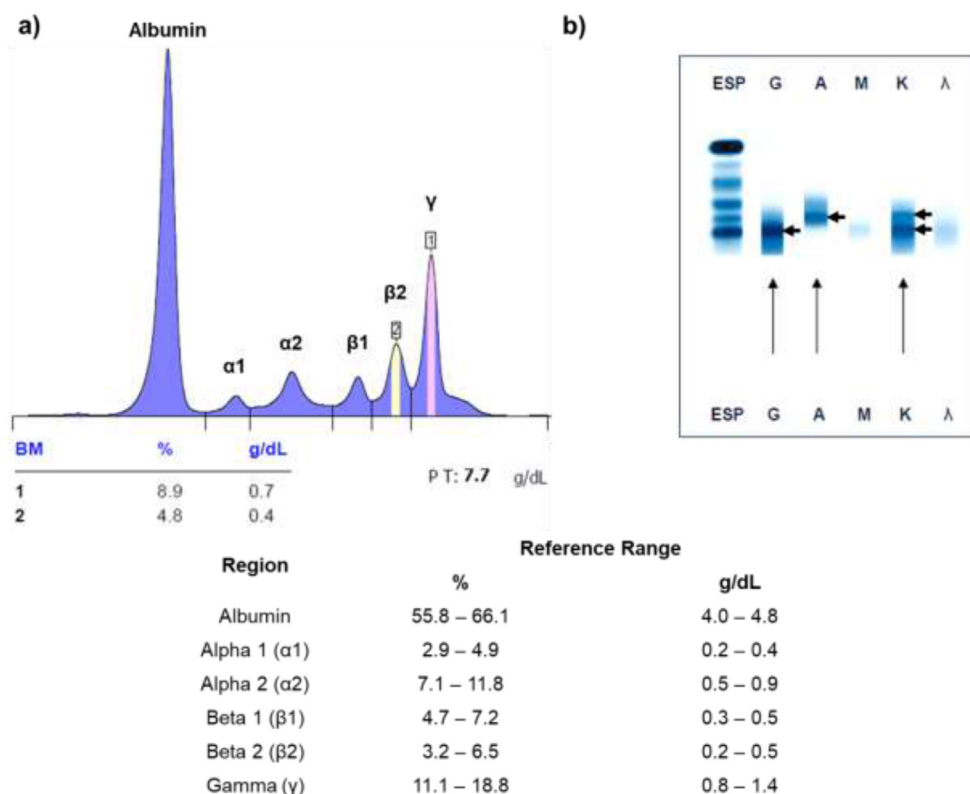 a)
Albumin
α1
α2
β1
β2
γ
2
1
BM % g/dL
1 8.9 0.7
2 4.8 0.4
P T: 7.7 g/dL
b)
ESP G A M K λ
ESP G A M K λ
Region Reference Range
% g/dL
Albumin 55.8 – 66.1 4.0 – 4.8
Alpha 1 (α1) 2.9 – 4.9 0.2 – 0.4
Alpha 2 (α2) 7.1 – 11.8 0.5 – 0.9
Beta 1 (β1) 4.7 – 7.2 0.3 – 0.5
Beta 2 (β2) 3.2 – 6.5 0.2 – 0.5
Gamma (γ) 11.1 – 18.8 0.8 – 1.4